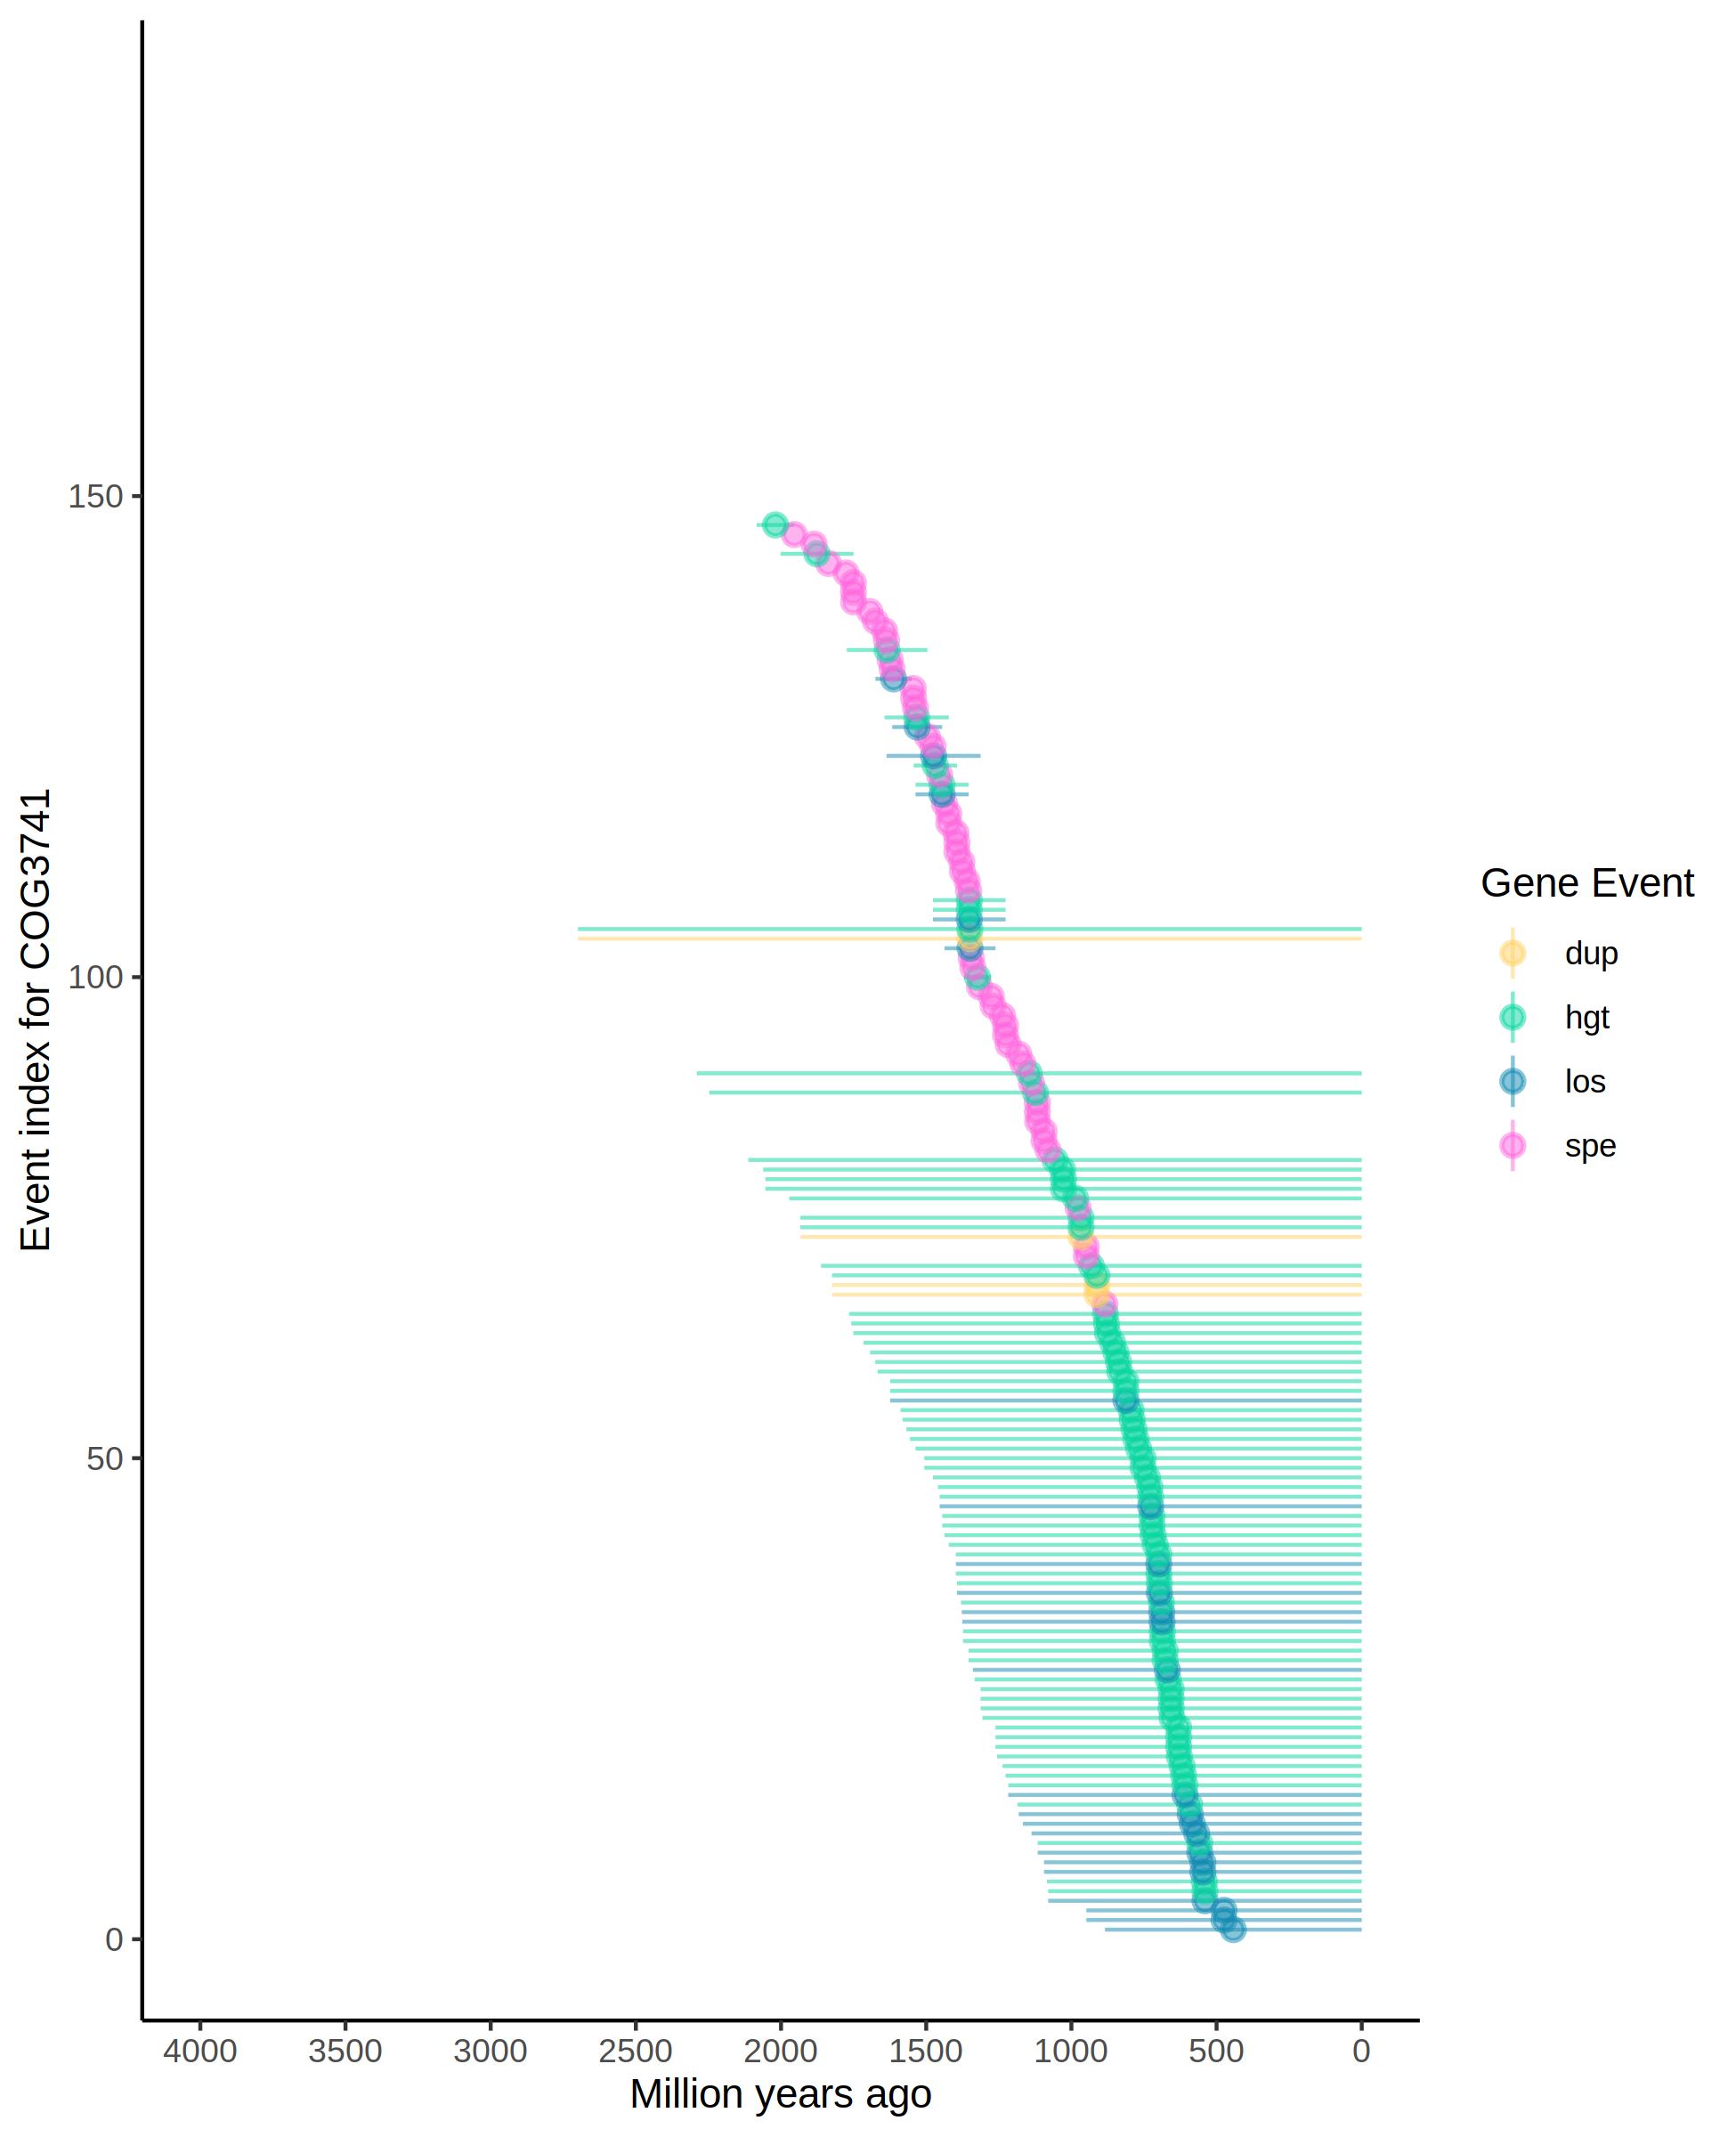 Event index for COG3741
150
100
50
0
4000 3500 3000 2500 2000 1500 1000 500 0
Million years ago
Gene Event
dup
hgt
los
spe